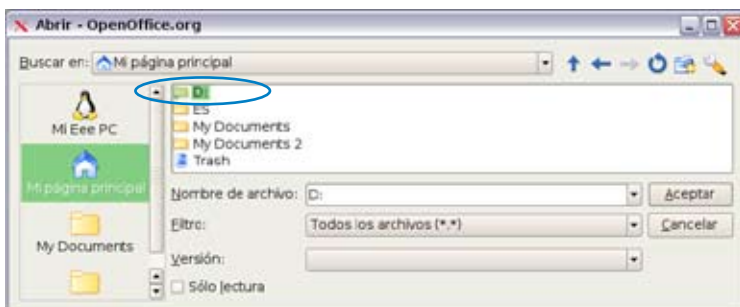 Abrir - OpenOffice.org
Buscar en: Mi página principal
Mi Eee PC
Mi página principal
My Documents
D:
ES
My Documents
My Documents 2
Trash
Nombre de archivo: D: Aceptar
Filtro: Todos los archivos (*.*) Cancelar
Versión:
Sólo lectura